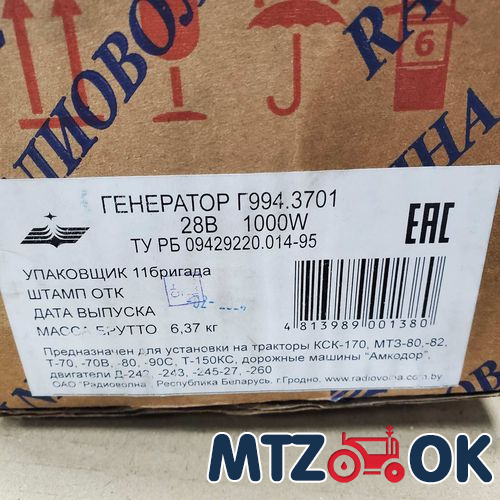 РАДИОВОЛНА
6
ГЕНЕРАТОР Г994.3701
28В 1000W
ТУ РБ 09429220.014-95
EAC
УПАКОВЩИК 11бригада
ШТАМП ОТК
ДАТА ВЫПУСКА
МАССА БРУТТО 6,37 кг
4 813989 001380
Предназначен для установки на тракторы КСК-170, МТЗ-80,-82,
Т-70, -70В, -80, -90С, Т-150КС, дорожные машины "Амкодор",
двигатели Д-242, -243, -245-27, -260
ОАО "Радиоволна", Республика Беларусь, г.Гродно, www.radiovolna.com.by
MTZ OK